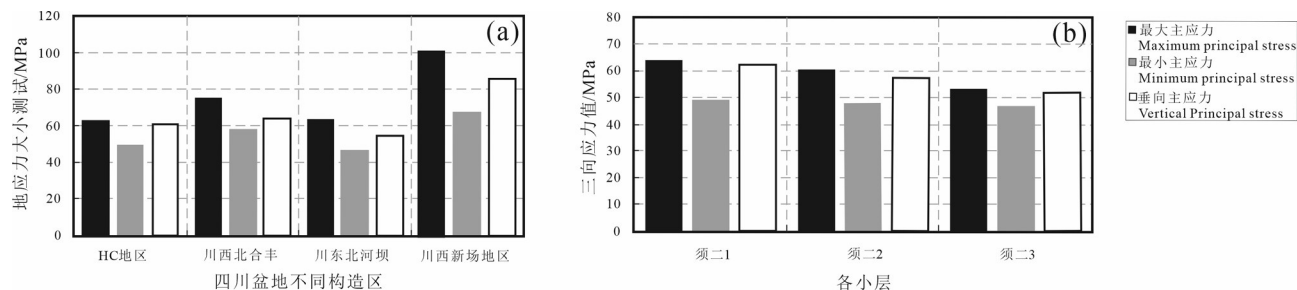 (a)
地应力大小测试/MPa
120
100
80
60
40
20
0
HC地区
川西北合丰
川东北河坝
川西新场地区
四川盆地不同构造区
(b)
三向应力值/MPa
80
70
60
50
40
30
20
10
0
须二1
须二2
须二3
各小层
最大主应力
Maximum principal stress
最小主应力
Minimum principal stress
垂向主应力
Vertical Principal stress